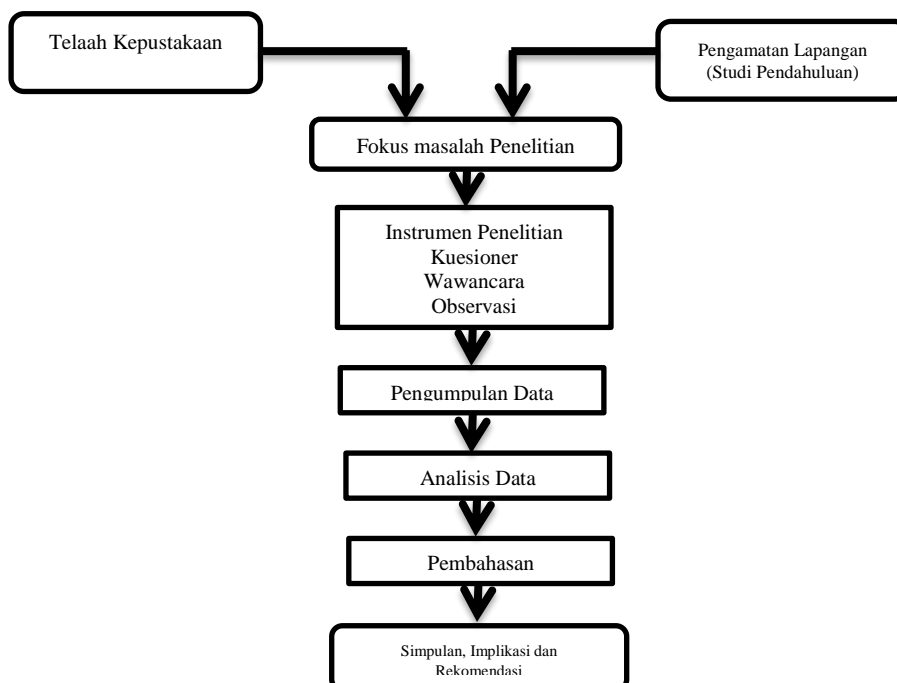 Telaah Kepustakaan
Pengamatan Lapangan
(Studi Pendahuluan)
Fokus masalah Penelitian
Instrumen Penelitian
Kuesioner
Wawancara
Observasi
Pengumpulan Data
Analisis Data
Pembahasan
Simpulan, Implikasi dan
Rekomendasi